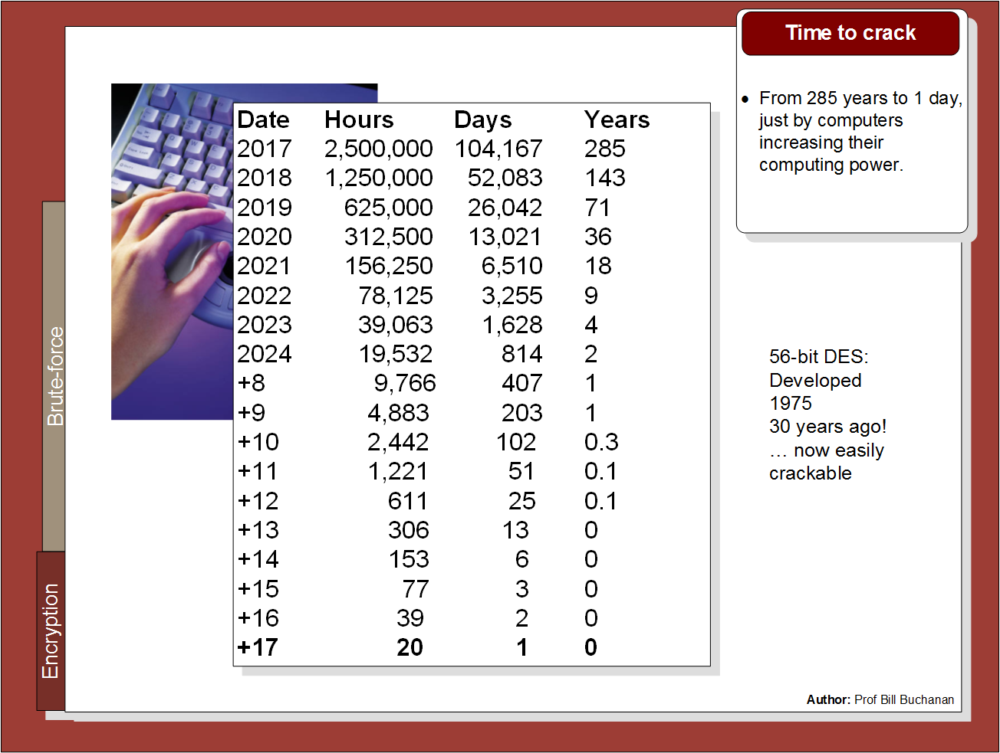 Time to crack
• From 285 years to 1 day,
just by computers
increasing their
computing power.
Date Hours Days Years
2017 2,500,000 104,167 285
2018 1,250,000 52,083 143
2019 625,000 26,042 71
2020 312,500 13,021 36
2021 156,250 6,510 18
2022 78,125 3,255 9
2023 39,063 1,628 4
2024 19,532 814 2
+8 9,766 407 1
+9 4,883 203 1
+10 2,442 102 0.3
+11 1,221 51 0.1
+12 611 25 0.1
+13 306 13 0
+14 153 6 0
+15 77 3 0
+16 39 2 0
+17 20 1 0
56-bit DES:
Developed
1975
30 years ago!
… now easily
crackable
Brute-force
Encryption
Author: Prof Bill Buchanan